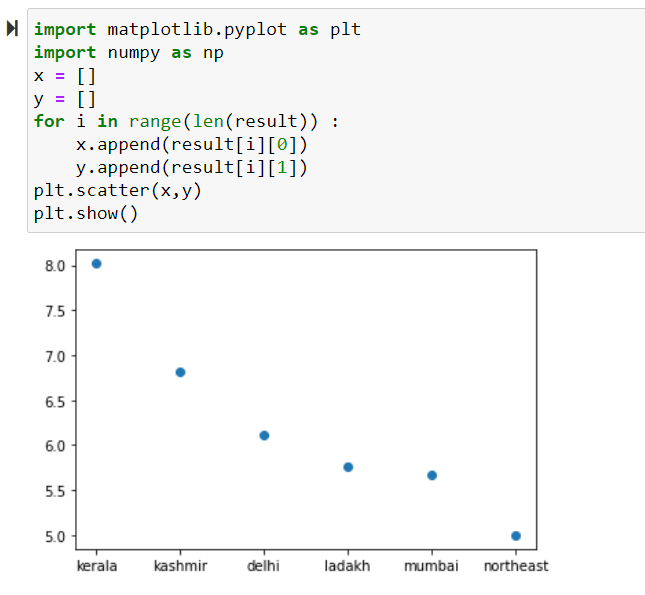 import matplotlib.pyplot as plt
import numpy as np
x = []
y = []
for i in range(len(result)) :
    x.append(result[i][0])
    y.append(result[i][1])
plt.scatter(x,y)
plt.show()
8.0
7.5
7.0
6.5
6.0
5.5
5.0
kerala kashmir delhi ladakh mumbai northeast